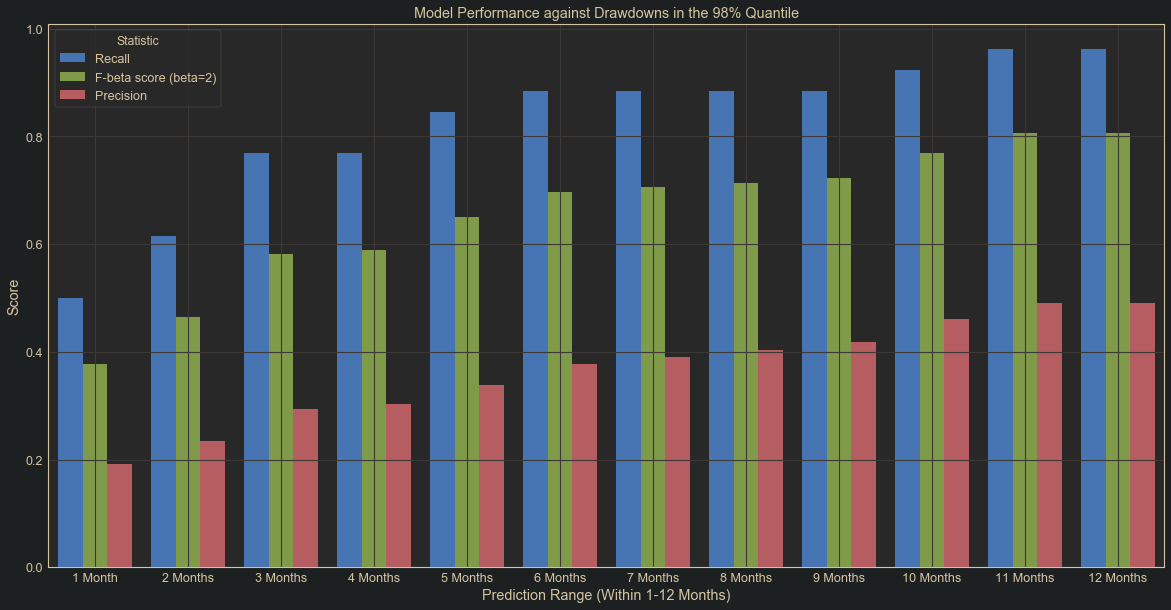 Model Performance against Drawdowns in the 98% Quantile
Statistic
Recall
F-beta score (beta=2)
Precision
1.0
0.8
0.6
0.4
0.2
0.0
Score
1 Month 2 Months 3 Months 4 Months 5 Months 6 Months 7 Months 8 Months 9 Months 10 Months 11 Months 12 Months
Prediction Range (Within 1-12 Months)